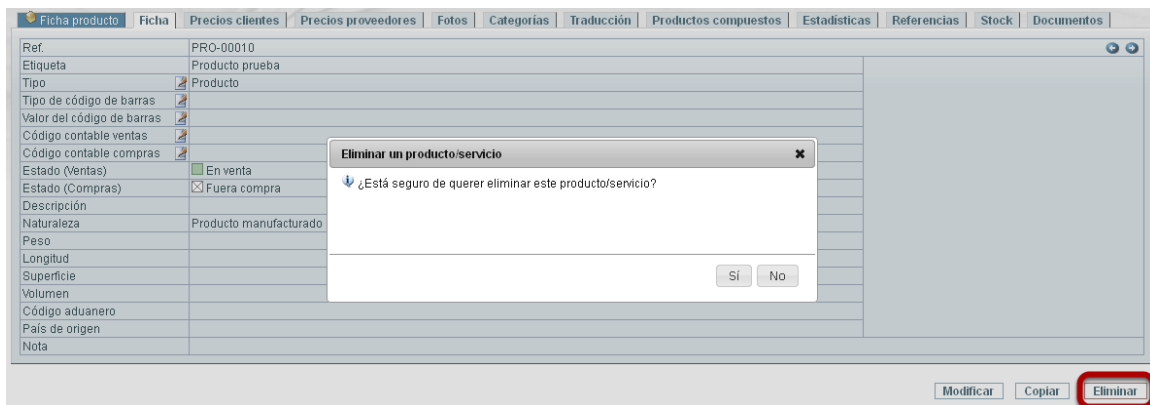 Ficha producto Ficha Precios clientes Precios proveedores Fotos Categorías Traducción Productos compuestos Estadísticas Referencias Stock Documentos
Ref. PRO-00010
Etiqueta Producto prueba
Tipo Producto
Tipo de código de barras
Valor del código de barras
Código contable ventas
Código contable compras
Estado (Ventas) En venta
Estado (Compras) Fuera compra
Descripción
Naturaleza Producto manufacturado
Peso
Longitud
Superficie
Volumen
Código aduanero
País de origen
Nota
Eliminar un producto/servicio
¿Está seguro de querer eliminar este producto/servicio?
Sí No
Modificar Copiar Eliminar